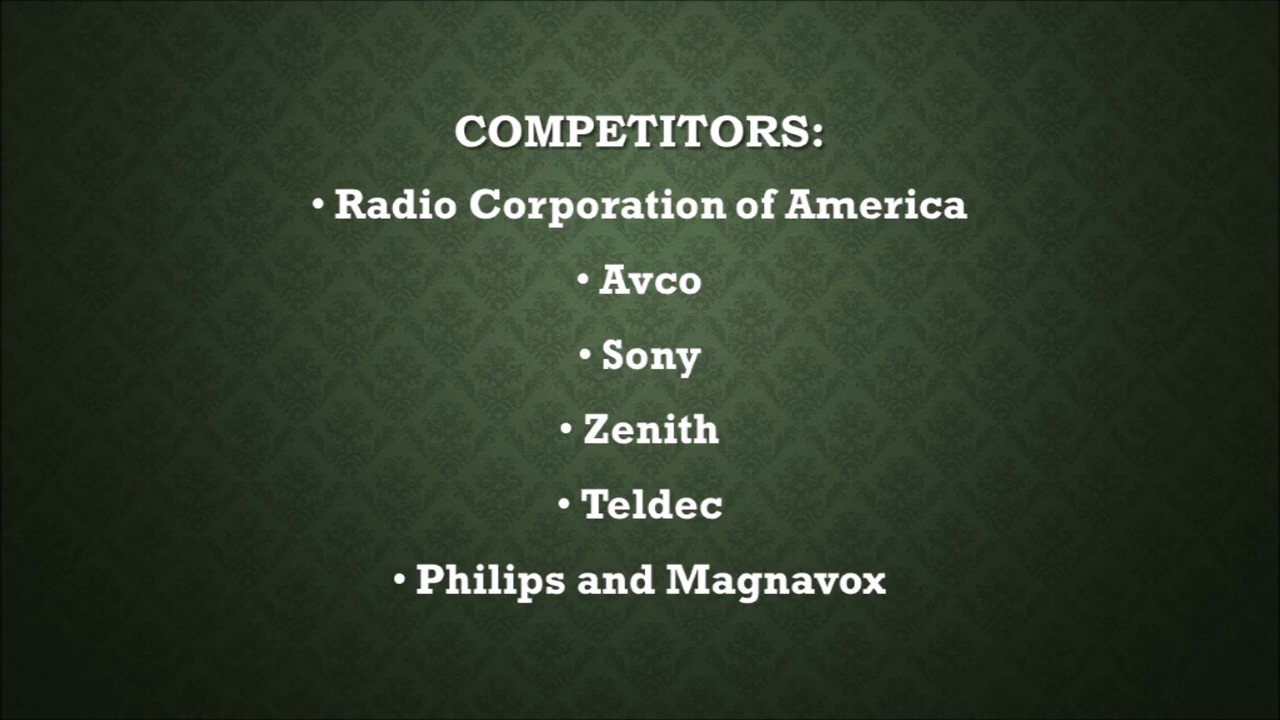 COMPETITORS:
• Radio Corporation of America
• Avco
• Sony
• Zenith
• Teldec
• Philips and Magnavox